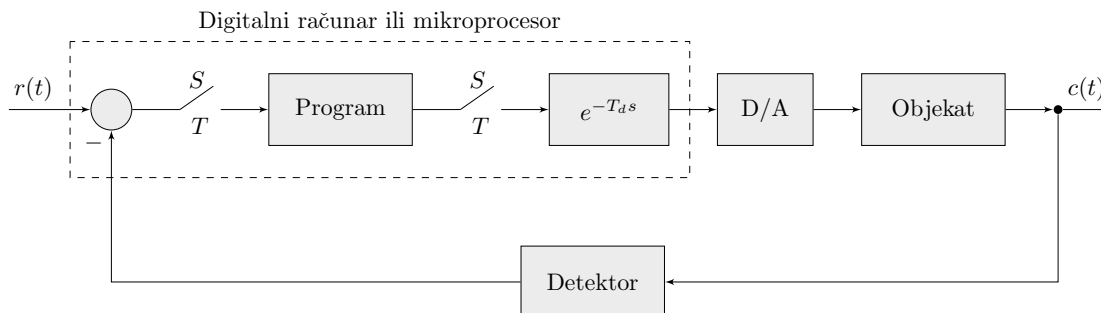 Digitalni računar ili mikroprocesor
r(t)
S
T
Program
S
T
e^{-T_d s}
D/A
Objekat
c(t)
−
Detektor